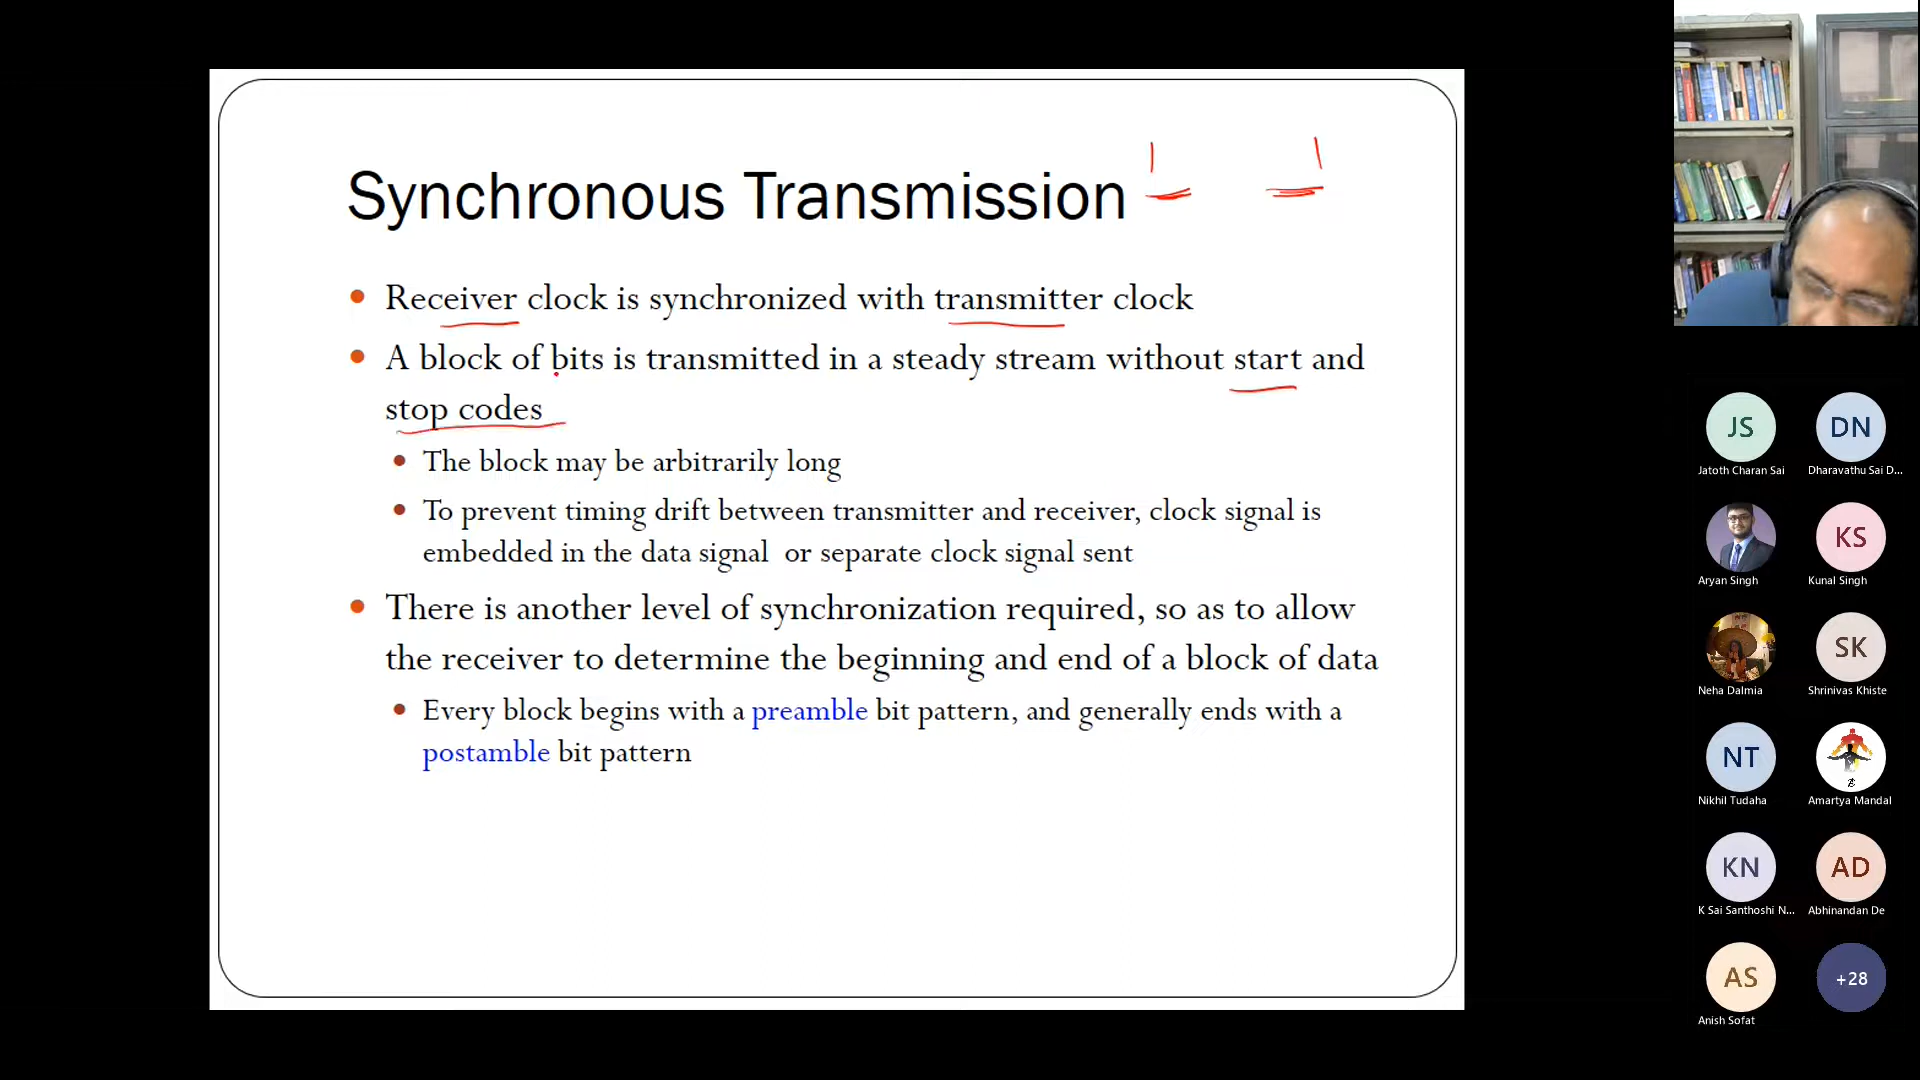 Synchronous Transmission
Receiver clock is synchronized with transmitter clock
A block of bits is transmitted in a steady stream without start and
stop codes
The block may be arbitrarily long
To prevent timing drift between transmitter and receiver, clock signal is
embedded in the data signal or separate clock signal sent
There is another level of synchronization required, so as to allow
the receiver to determine the beginning and end of a block of data
Every block begins with a preamble bit pattern, and generally ends with a
postamble bit pattern
JS
DN
Jatoth Charan Sai
Dharavathu Sai D...
KS
Aryan Singh
Kunal Singh
SK
Neha Dalmia
Shrinivas Khiste
NT
Nikhil Tudaha
Amartya Mandal
KN
AD
K Sai Santhoshi N...
Abhinandan De
AS
+28
Anish Sofat